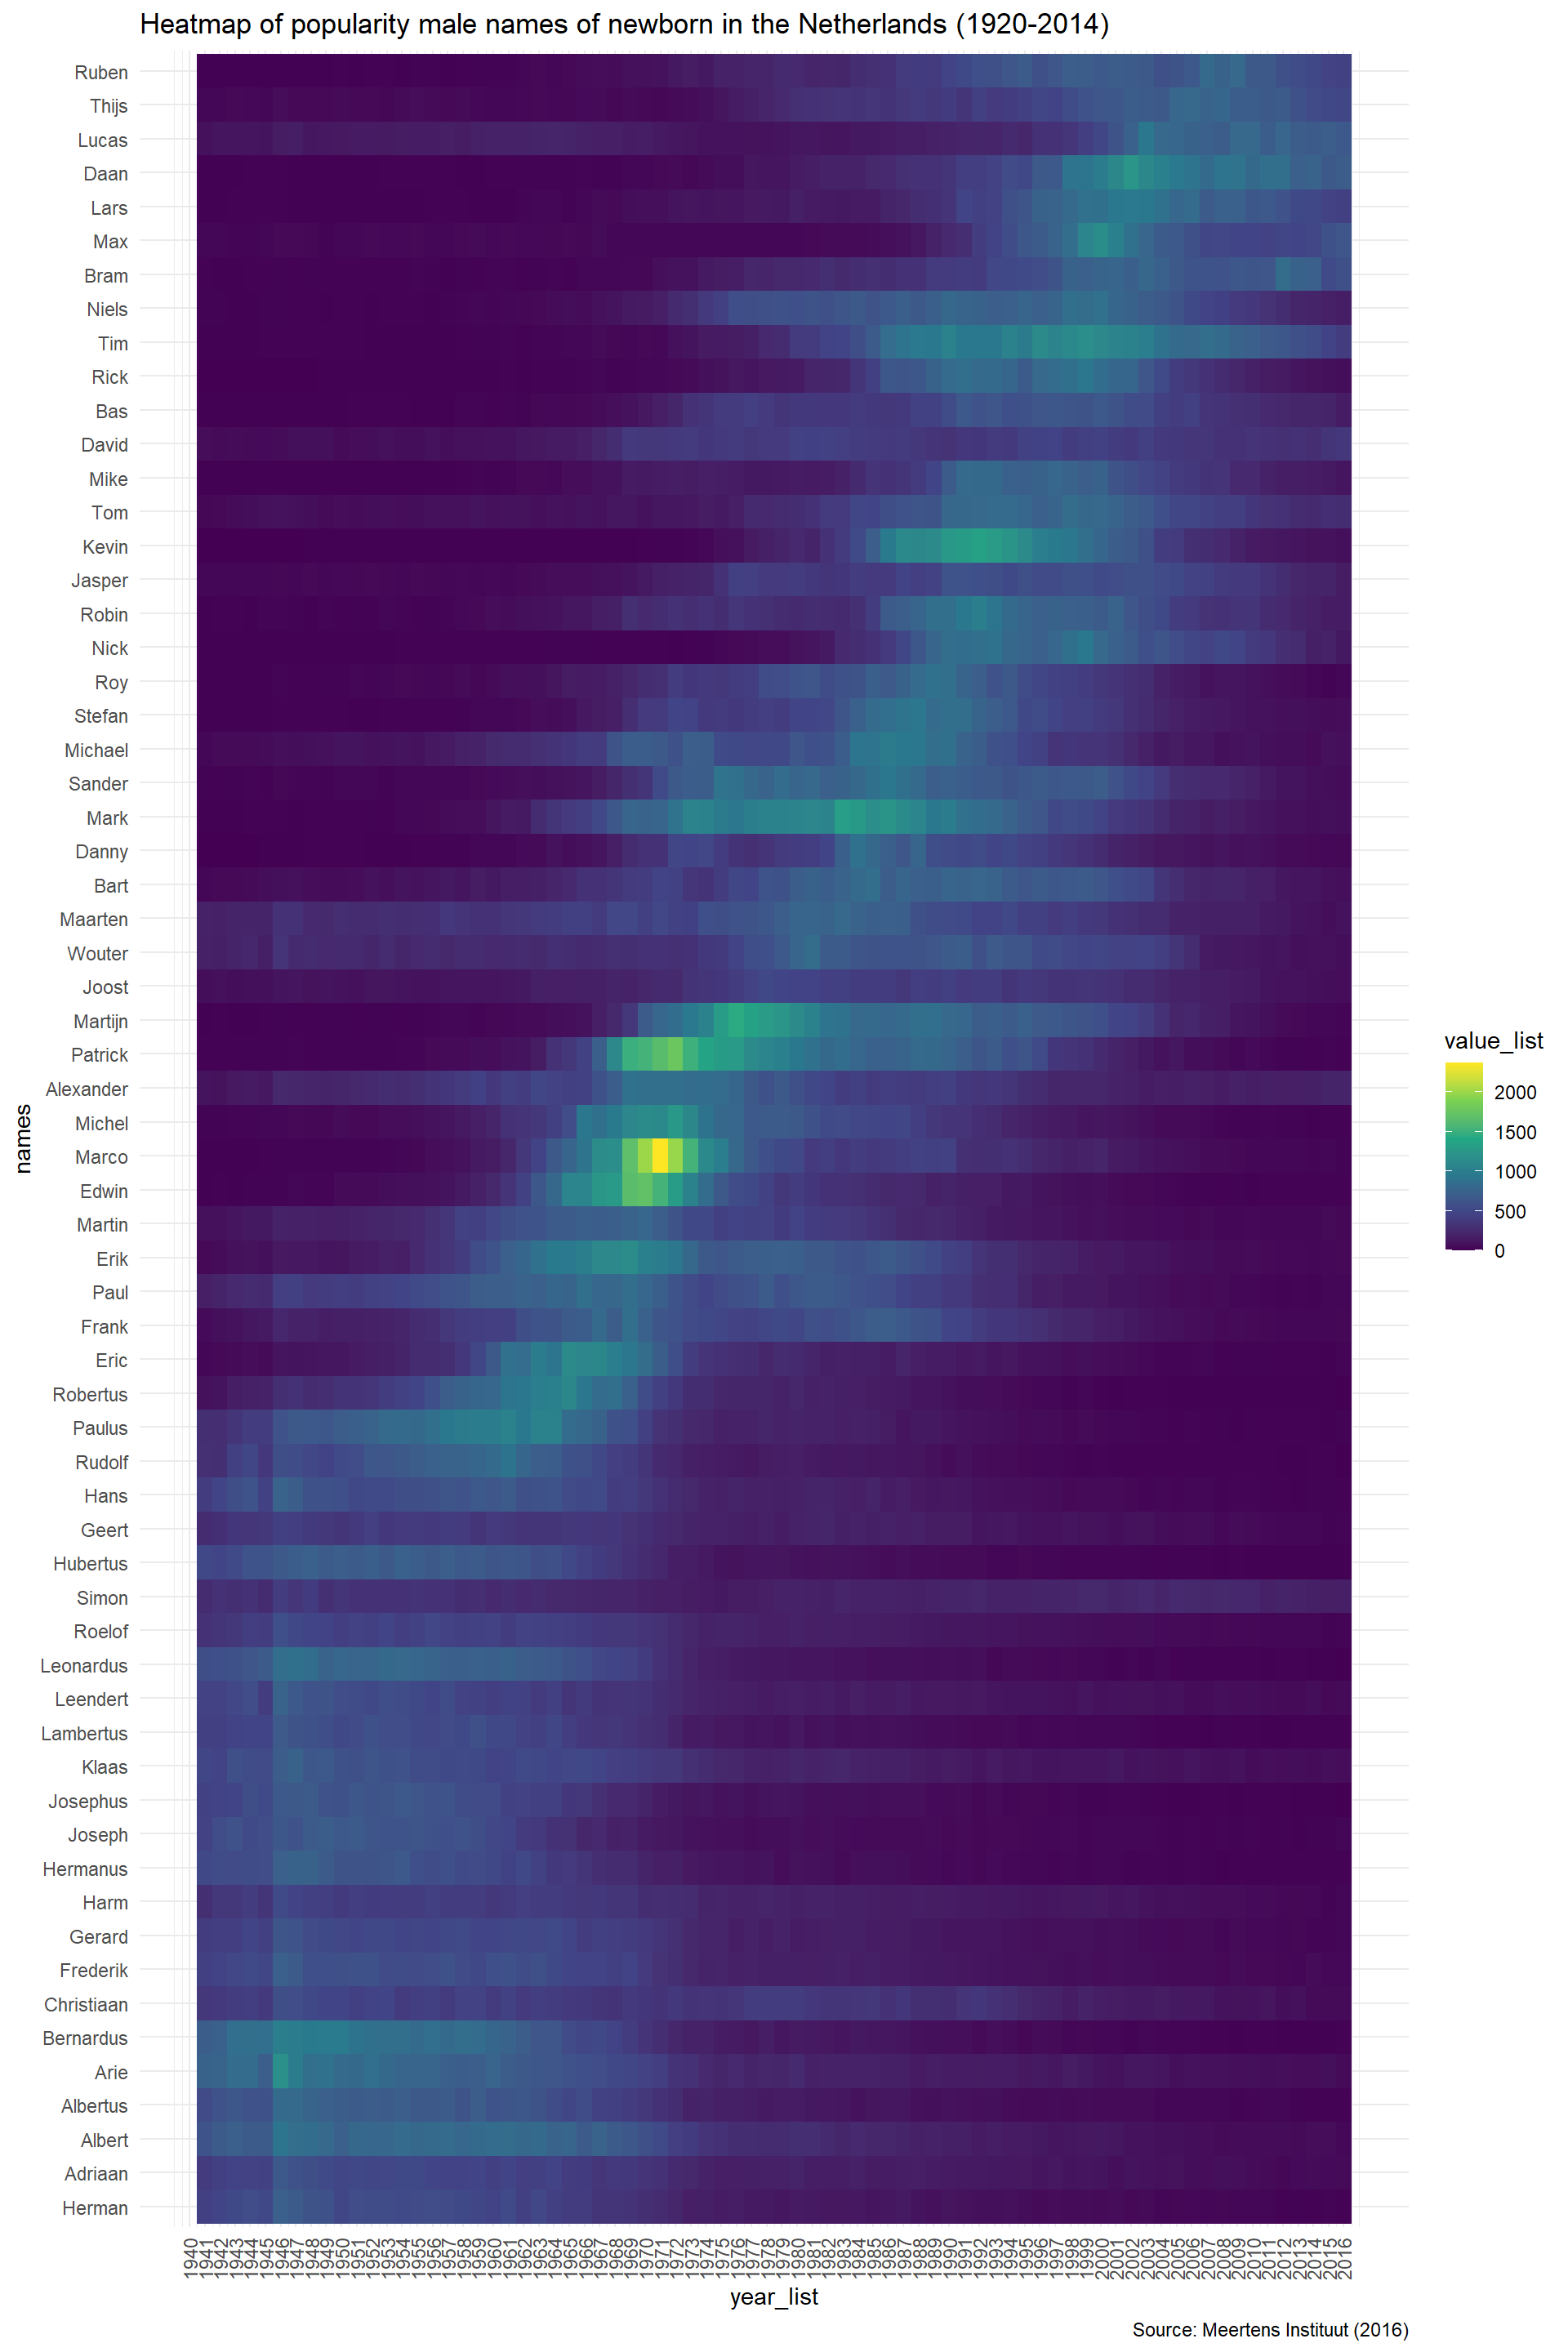 Heatmap of popularity male names of newborn in the Netherlands (1920-2014)
Ruben
Thijs
Lucas
Daan
Lars
Max
Bram
Niels
Tim
Rick
Bas
David
Mike
Tom
Kevin
Jasper
Robin
Nick
Roy
Stefan
Michael
Sander
Mark
Danny
Bart
Maarten
Wouter
Joost
Martijn
Patrick
Alexander
Michel
Marco
Edwin
Martin
Erik
Paul
Frank
Eric
Robertus
Paulus
Rudolf
Hans
Geert
Hubertus
Simon
Roelof
Leonardus
Leendert
Lambertus
Klaas
Josephus
Joseph
Hermanus
Harm
Gerard
Frederik
Christiaan
Bernardus
Arie
Albertus
Albert
Adriaan
Herman
names
1940
1941
1942
1943
1944
1945
1946
1947
1948
1949
1950
1951
1952
1953
1954
1955
1956
1957
1958
1959
1960
1961
1962
1963
1964
1965
1966
1967
1968
1969
1970
1971
1972
1973
1974
1975
1976
1977
1978
1979
1980
1981
1982
1983
1984
1985
1986
1987
1988
1989
1990
1991
1992
1993
1994
1995
1996
1997
1998
1999
2000
2001
2002
2003
2004
2005
2006
2007
2008
2009
2010
2011
2012
2013
2014
2015
2016
year_list
value_list
2000
1500
1000
500
0
Source: Meertens Instituut (2016)